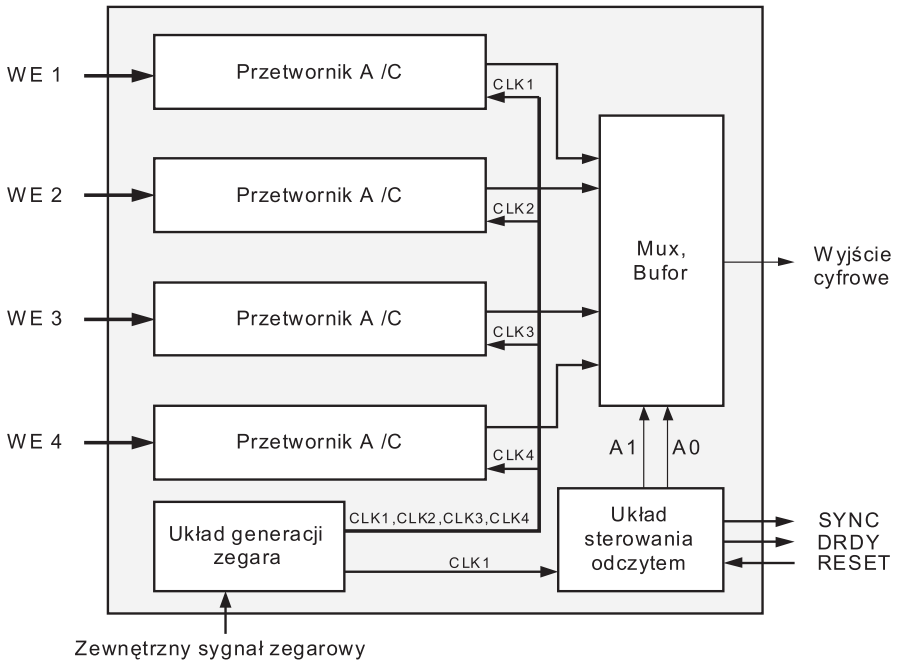 WE 1
Przetwornik A /C
CLK1
WE 2
Przetwornik A /C
CLK2
Mux,
Bufor
Wyjście
cyfrowe
WE 3
Przetwornik A /C
CLK3
WE 4
Przetwornik A /C
CLK4
A1
A0
CLK1,CLK2,CLK3,CLK4
Układ generacji
zegara
CLK1
Układ
sterowania
odczytem
SYNC
DRDY
RESET
Zewnętrzny sygnał zegarowy